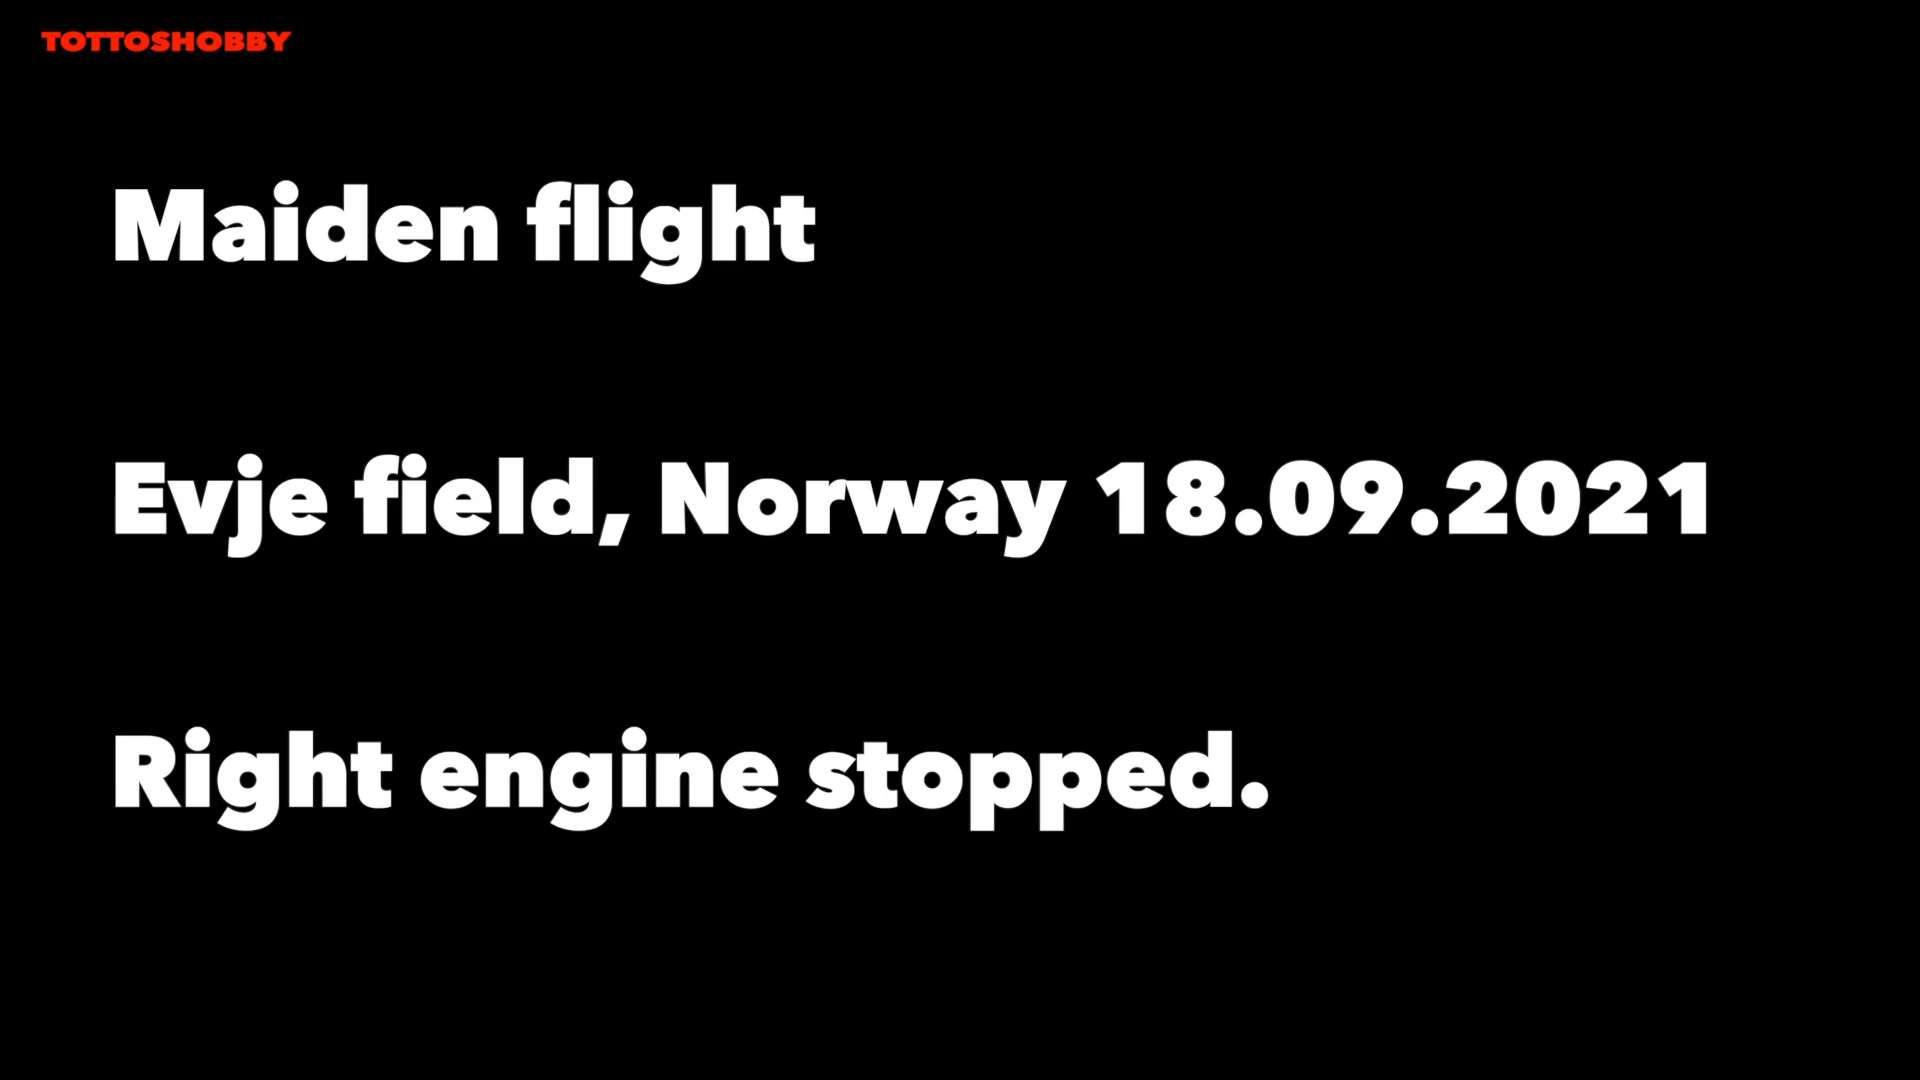 TOTTOSHOBBY
Maiden flight
Evje field, Norway 18.09.2021
Right engine stopped.